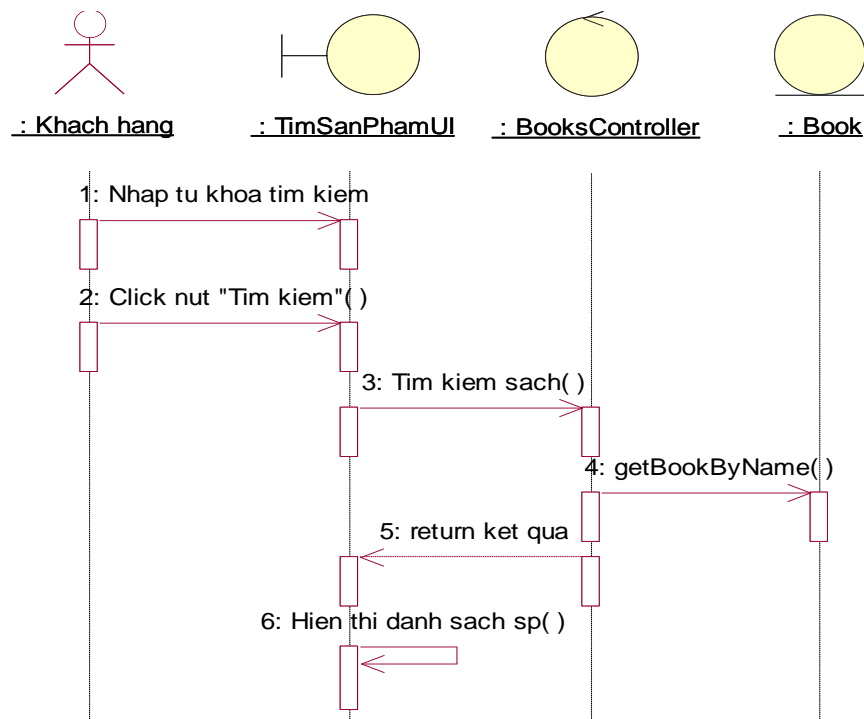 : Khach hang
: TimSanPhamUI
: BooksController
: Book
1: Nhap tu khoa tim kiem
2: Click nut "Tim kiem"( )
3: Tim kiem sach( )
4: getBookByName( )
5: return ket qua
6: Hien thi danh sach sp( )